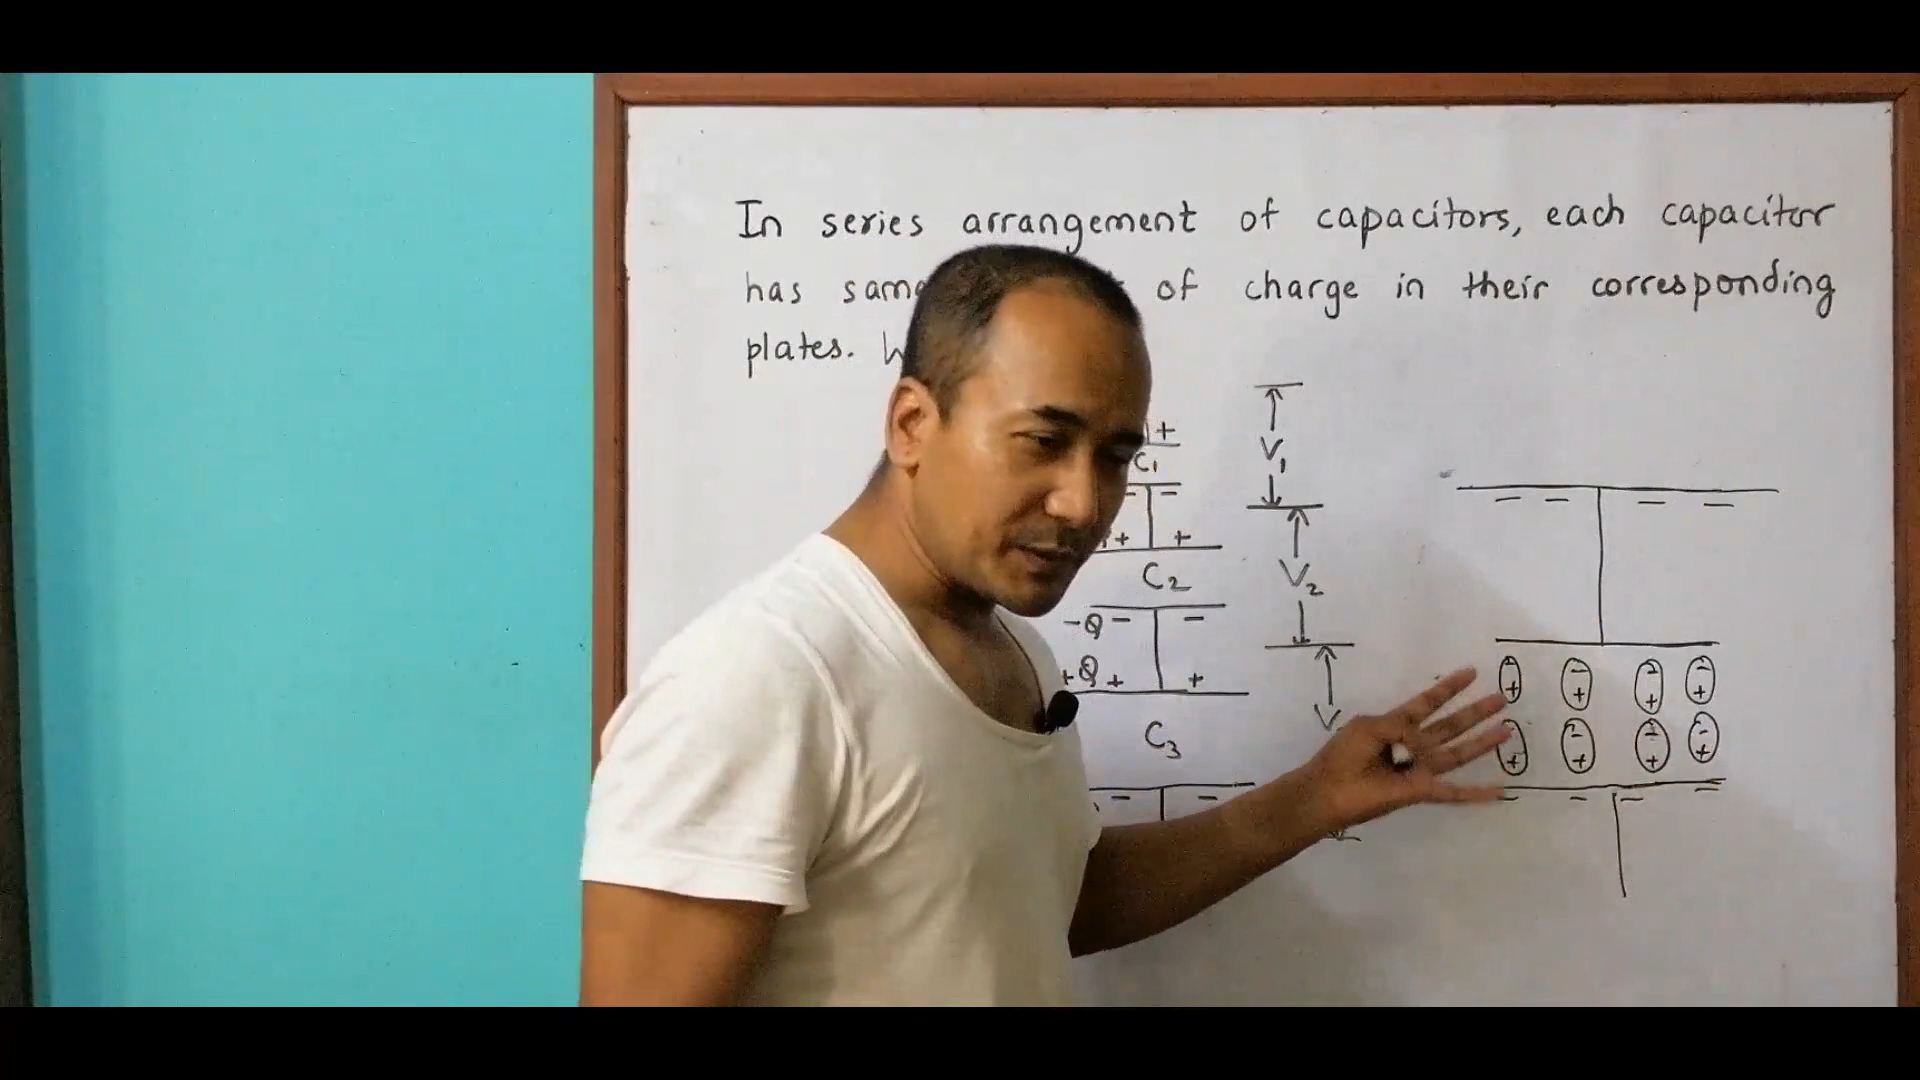 In series arrangement of capacitors, each capacitor
has same of charge in their corresponding
plates.
+
C1
V1
- -
+ +
C2
V2
-Q - -
+Q + +
C3
V
- -
- - - -
- - - -
+ + + +
- - - -
+ + + +
- - - -